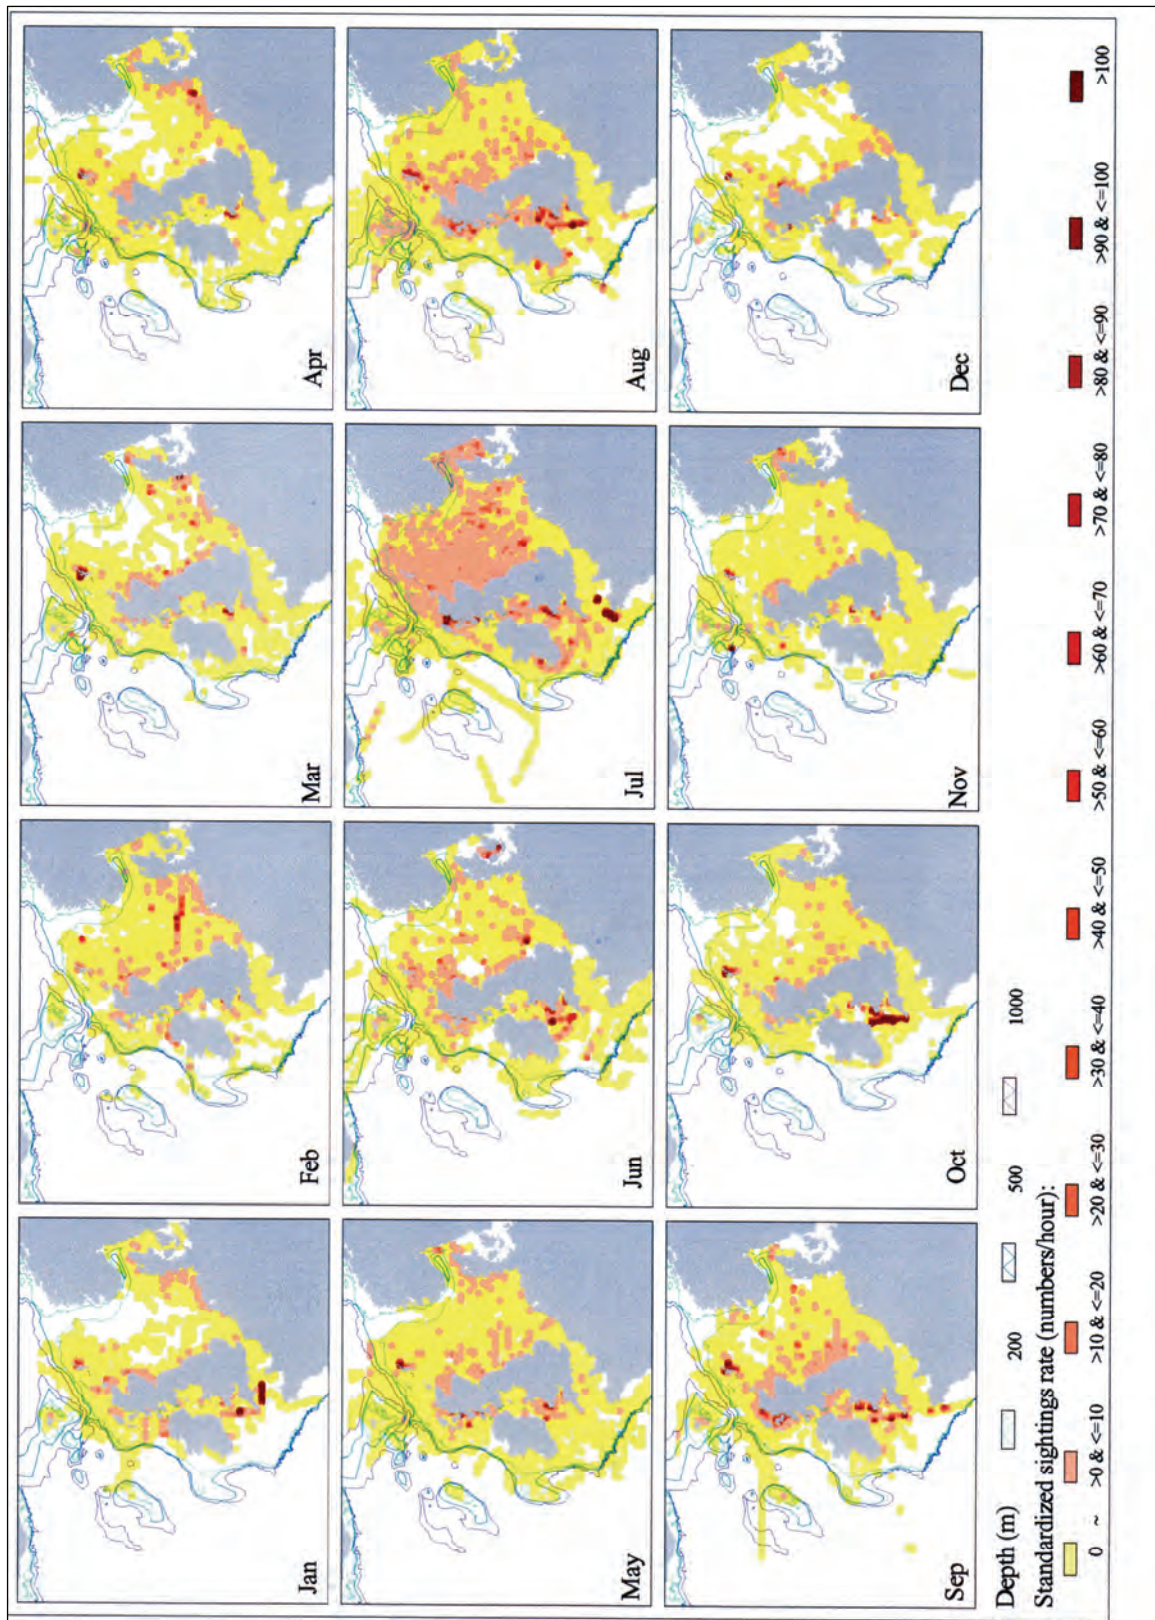 Jan
Feb
Mar
Apr
May
Jun
Jul
Aug
Sep
Oct
Nov
Dec
Depth (m) 200 500 1000
Standardized sightings rate (numbers/hour):
0 ~ >0 & <=10 >10 & <=20 >20 & <=30 >30 & <=40 >40 & <=50 >50 & <=60 >60 & <=70 >70 & <=80 >80 & <=90 >90 & <=100 >100